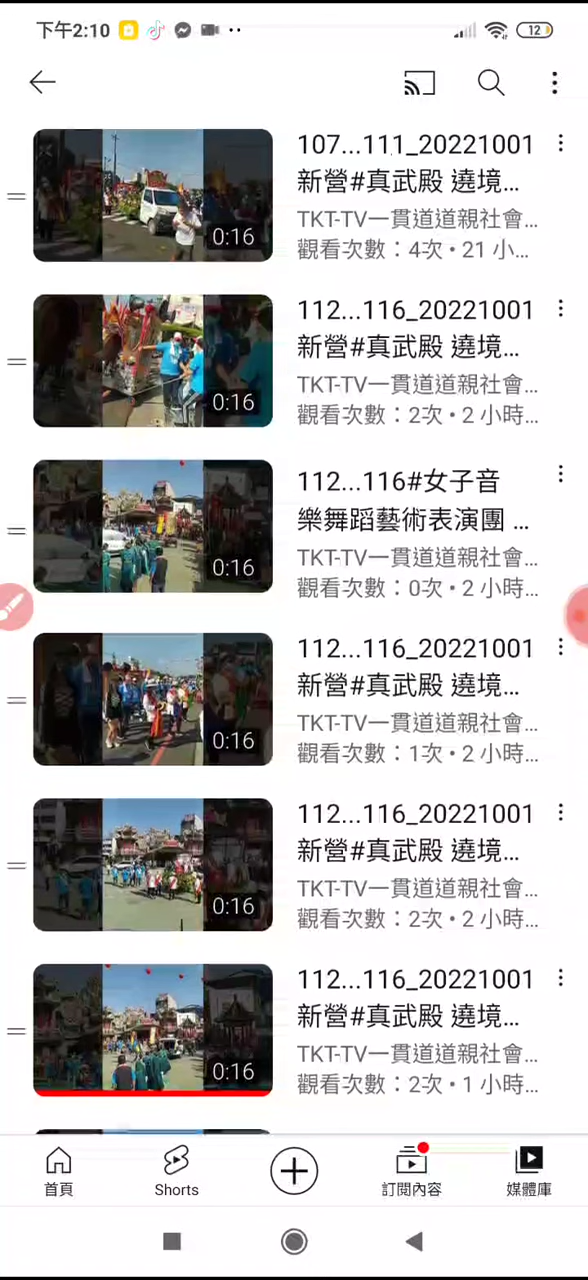 下午2:10
12
107...111_20221001
新營#真武殿 遶境...
TKT-TV一貫道道親社會...
觀看次數：4次 • 21 小...
0:16
112...116_20221001
新營#真武殿 遶境...
TKT-TV一貫道道親社會...
觀看次數：2次 • 2 小時...
0:16
112...116#女子音
樂舞蹈藝術表演團 ...
TKT-TV一貫道道親社會...
觀看次數：0次 • 2 小時...
0:16
112...116_20221001
新營#真武殿 遶境...
TKT-TV一貫道道親社會...
觀看次數：1次 • 2 小時...
0:16
112...116_20221001
新營#真武殿 遶境...
TKT-TV一貫道道親社會...
觀看次數：2次 • 2 小時...
0:16
112...116_20221001
新營#真武殿 遶境...
TKT-TV一貫道道親社會...
觀看次數：2次 • 1 小時...
0:16
首頁
Shorts
訂閱內容
媒體庫